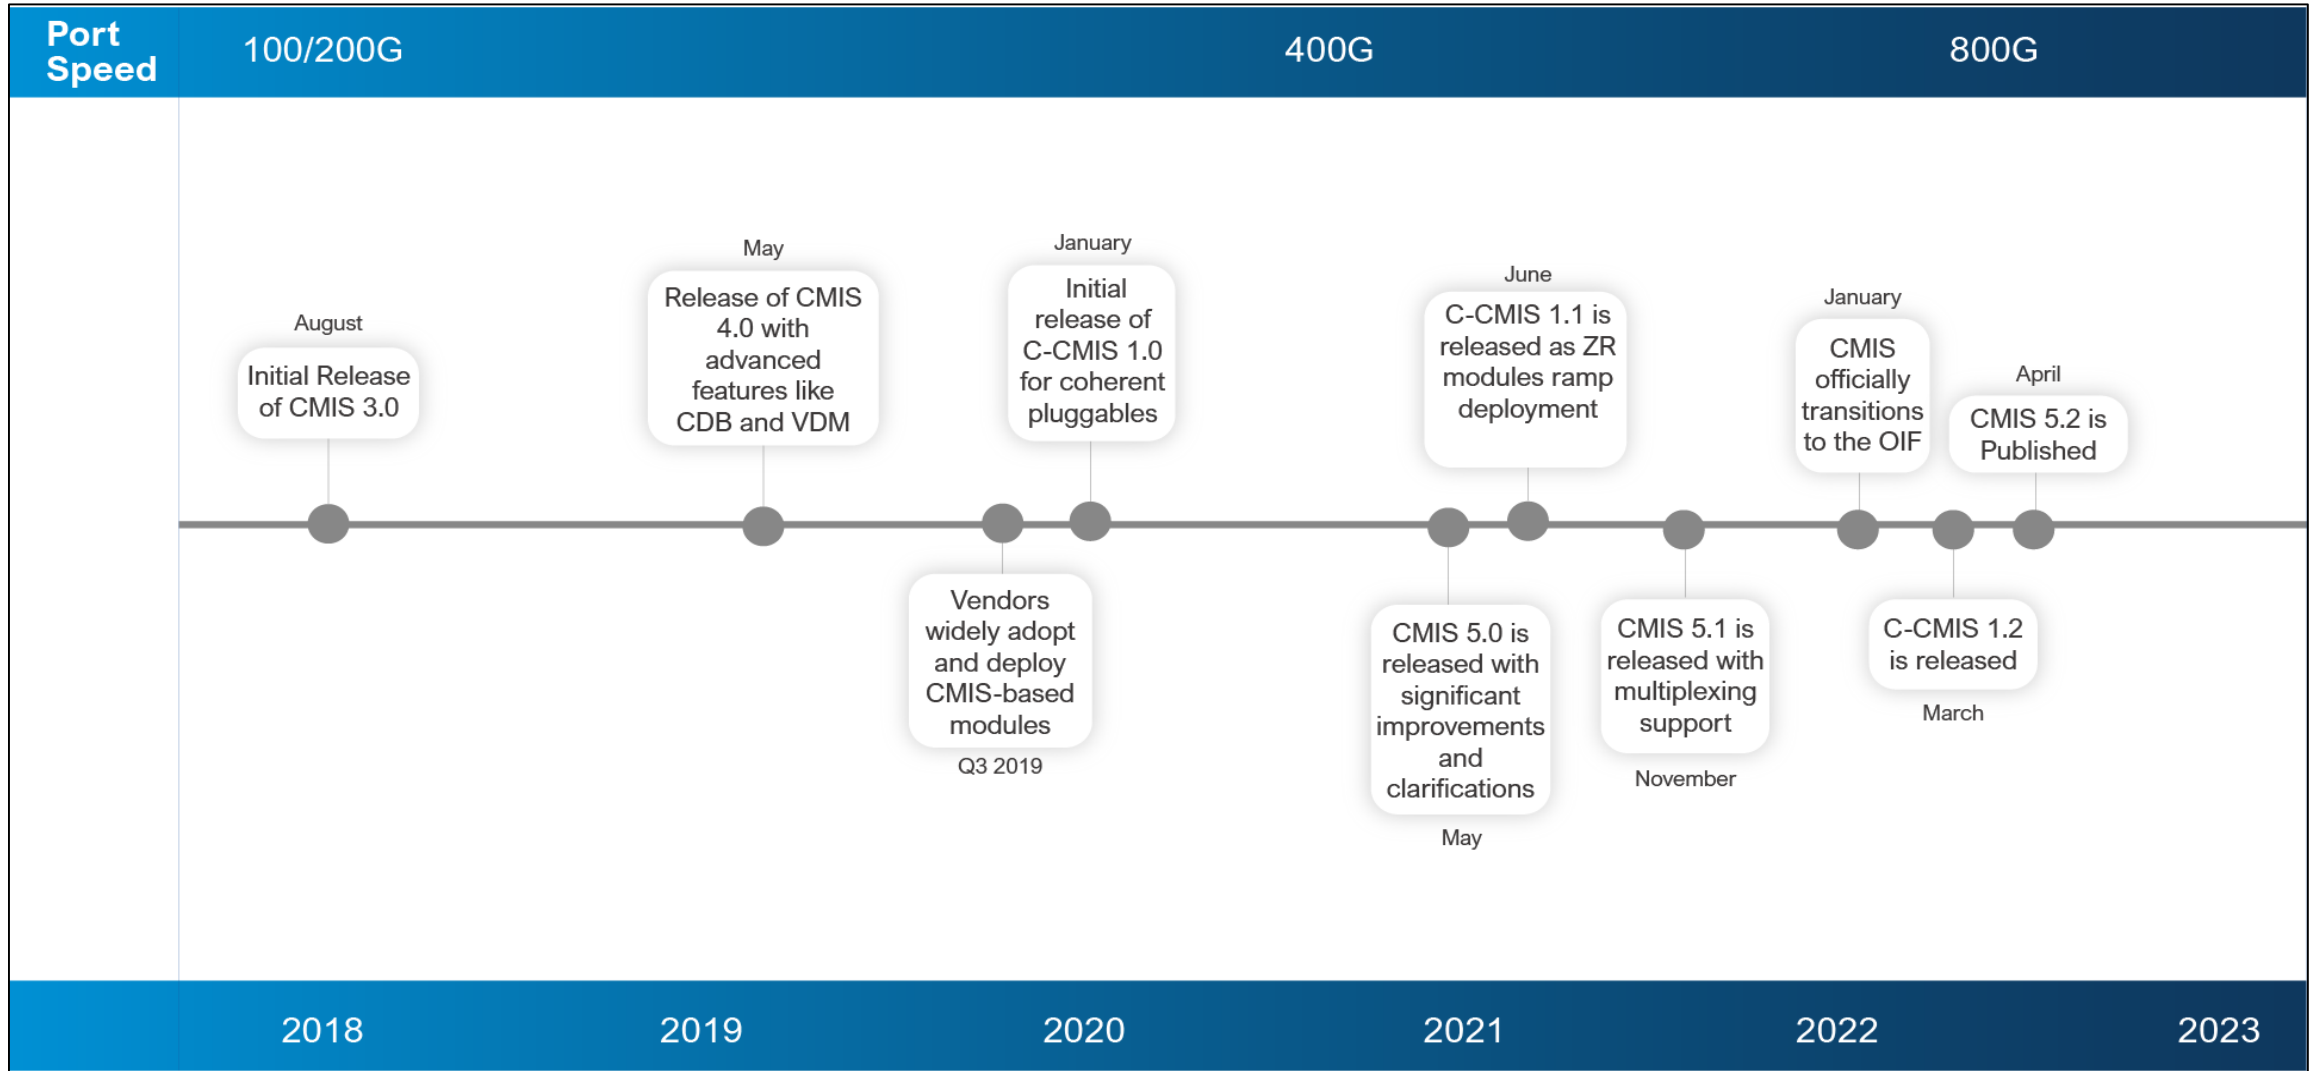 Port
Speed
100/200G
400G
800G
August
Initial Release
of CMIS 3.0
May
Release of CMIS
4.0 with
advanced
features like
CDB and VDM
Vendors
widely adopt
and deploy
CMIS-based
modules
Q3 2019
January
Initial
release of
C-CMIS 1.0
for coherent
pluggables
CMIS 5.0 is
released with
significant
improvements
and
clarifications
May
June
C-CMIS 1.1 is
released as ZR
modules ramp
deployment
CMIS 5.1 is
released with
multiplexing
support
November
January
CMIS
officially
transitions
to the OIF
C-CMIS 1.2
is released
March
April
CMIS 5.2 is
Published
2018
2019
2020
2021
2022
2023